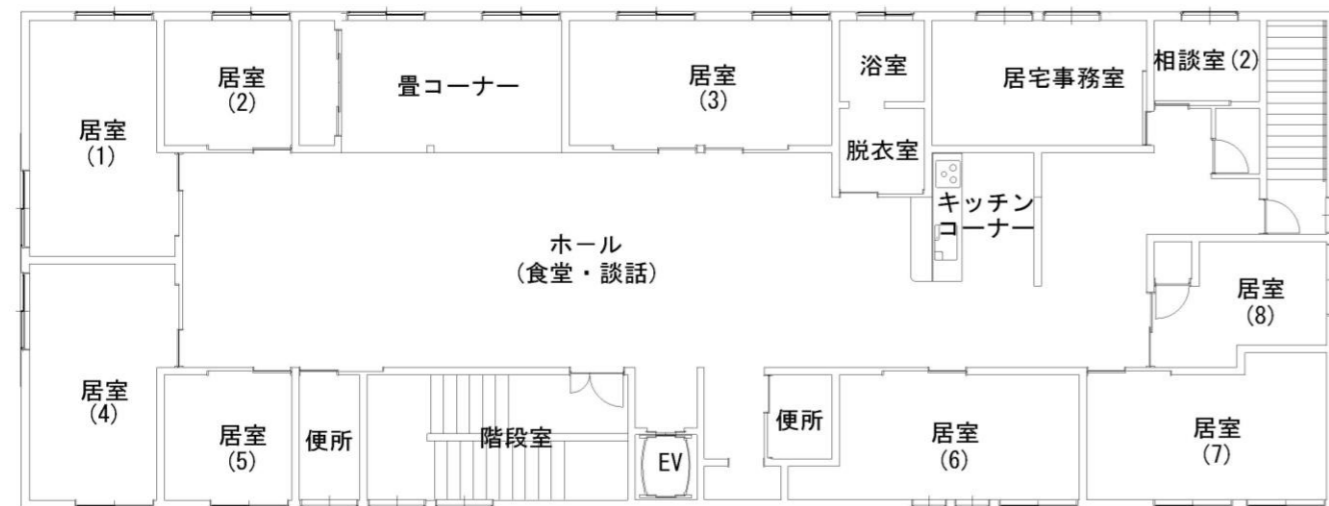 居室
(1)
居室
(2)
畳コーナー
居室
(3)
浴室
脱衣室
居宅事務室
相談室(2)
キッチン
コーナー
ホール
(食堂・談話)
居室
(8)
居室
(4)
居室
(5)
便所
階段室
EV
便所
居室
(6)
居室
(7)